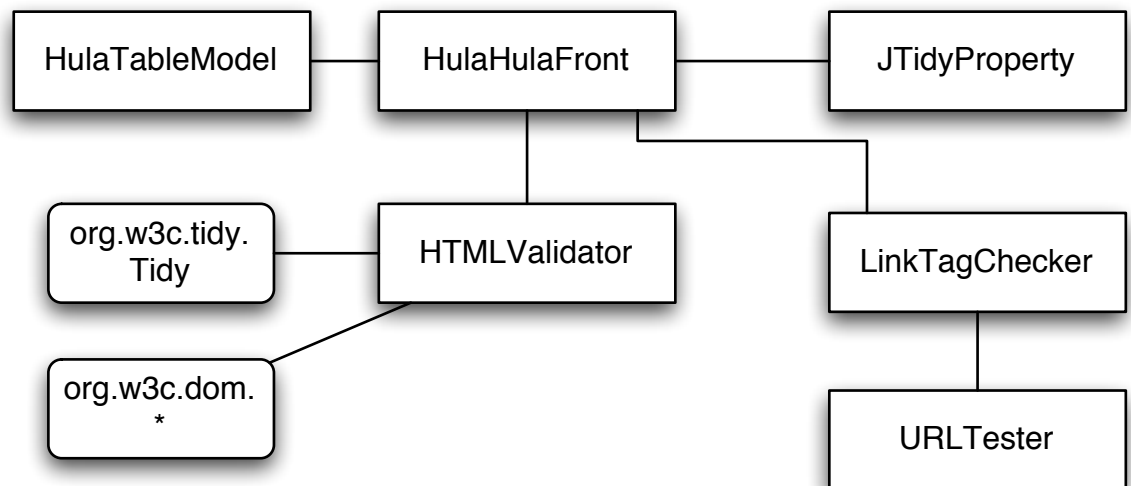 HulaTableModel
HulaHulaFront
JTidyProperty
org.w3c.tidy.
Tidy
HTMLValidator
LinkTagChecker
org.w3c.dom.
*
URLTester